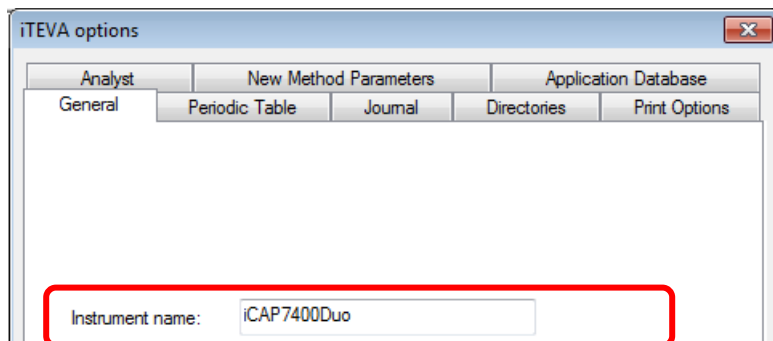 iTEVA options
Analyst New Method Parameters Application Database
General Periodic Table Journal Directories Print Options
Instrument name: iCAP7400Duo